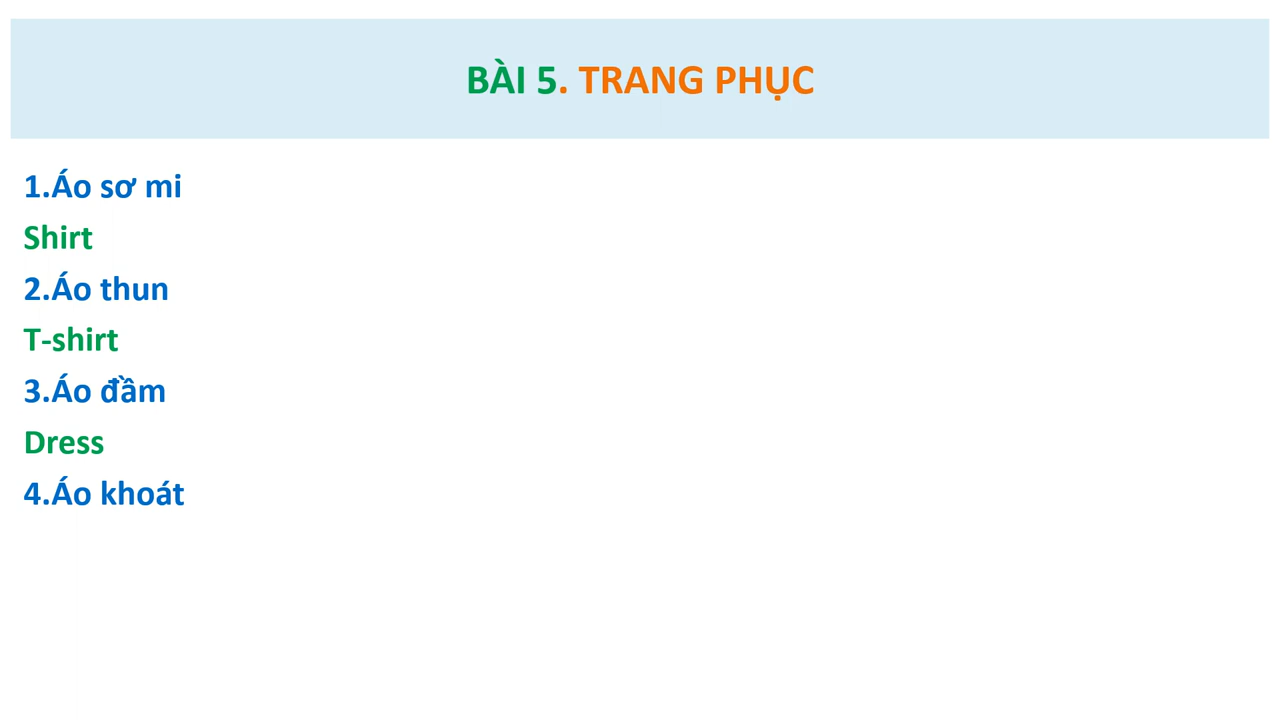 BÀI 5. TRANG PHỤC
1.Áo sơ mi
Shirt
2.Áo thun
T-shirt
3.Áo đầm
Dress
4.Áo khoát